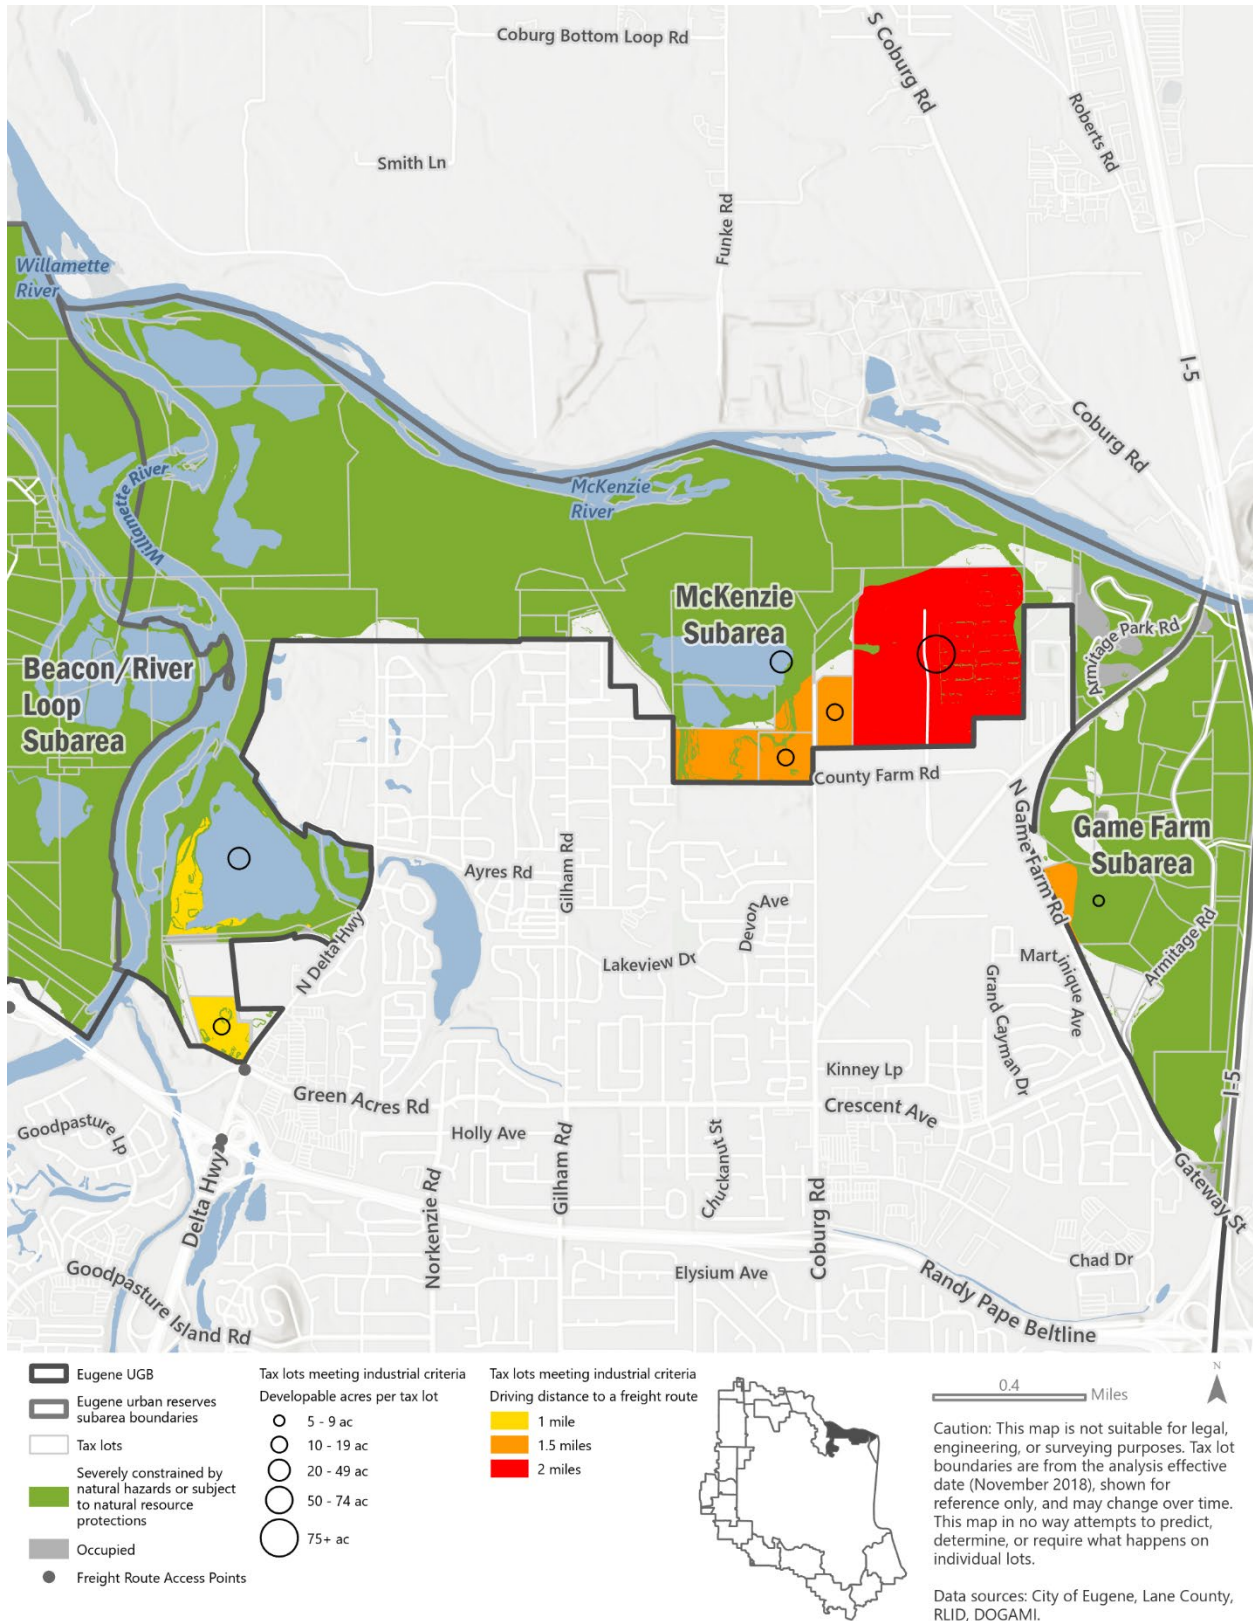 Coburg Bottom Loop Rd
S Coburg Rd
Roberts Rd
Smith Ln
Funke Rd
Willamette
River
I-5
Coburg Rd
Willamette River
McKenzie
River
McKenzie
Subarea
Armitage Park Rd
Beacon/River
Loop
Subarea
County Farm Rd
N Game Farm Rd
Game Farm
Subarea
Ayres Rd
Gilham Rd
Devon Ave
N Delta Hwy
Lakeview Dr
Martinique Ave
Armitage Rd
Grand Cayman Dr
Kinney Lp
I-5
Green Acres Rd
Crescent Ave
Goodpasture Lp
Holly Ave
Chuckanut St
Gateway St
Delta Hwy
Norkenzie Rd
Gilham Rd
Coburg Rd
Chad Dr
Goodpasture Island Rd
Elysium Ave
Randy Pape Beltline
Eugene UGB
Eugene urban reserves
subarea boundaries
Tax lots
Severely constrained by
natural hazards or subject
to natural resource
protections
Occupied
Freight Route Access Points
Tax lots meeting industrial criteria
Developable acres per tax lot
5 - 9 ac
10 - 19 ac
20 - 49 ac
50 - 74 ac
75+ ac
Tax lots meeting industrial criteria
Driving distance to a freight route
1 mile
1.5 miles
2 miles
N
0.4
Miles
Caution: This map is not suitable for legal,
engineering, or surveying purposes. Tax lot
boundaries are from the analysis effective
date (November 2018), shown for
reference only, and may change over time.
This map in no way attempts to predict,
determine, or require what happens on
individual lots.
Data sources: City of Eugene, Lane County,
RLID, DOGAMI.